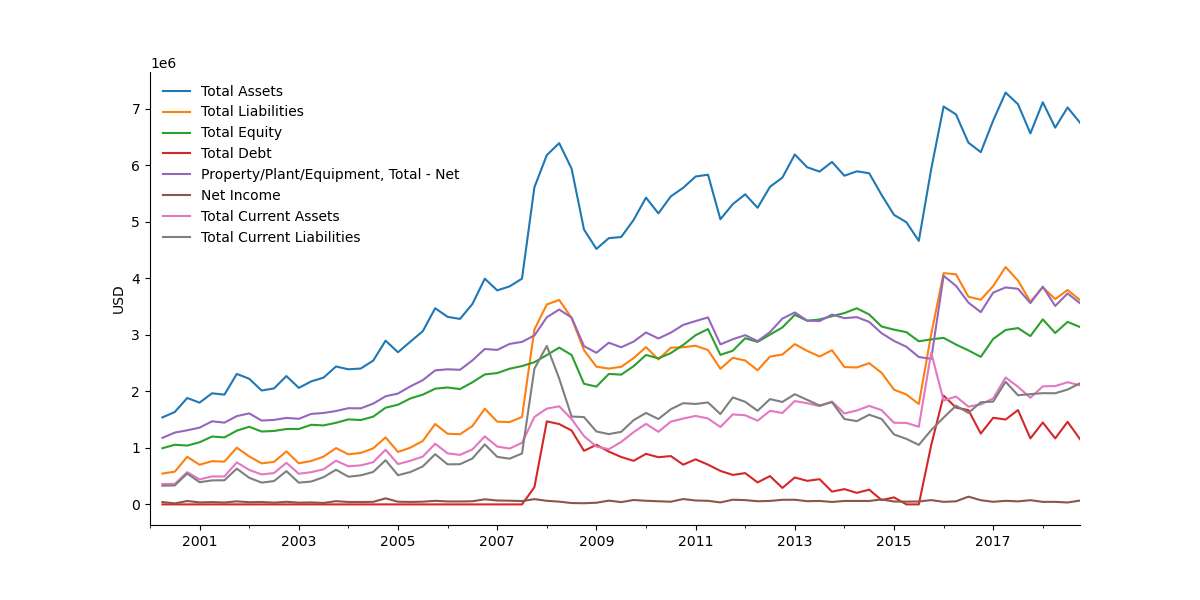 1e6
7
6
5
4
3
2
1
0
USD
Total Assets
Total Liabilities
Total Equity
Total Debt
Property/Plant/Equipment, Total - Net
Net Income
Total Current Assets
Total Current Liabilities
2001 2003 2005 2007 2009 2011 2013 2015 2017